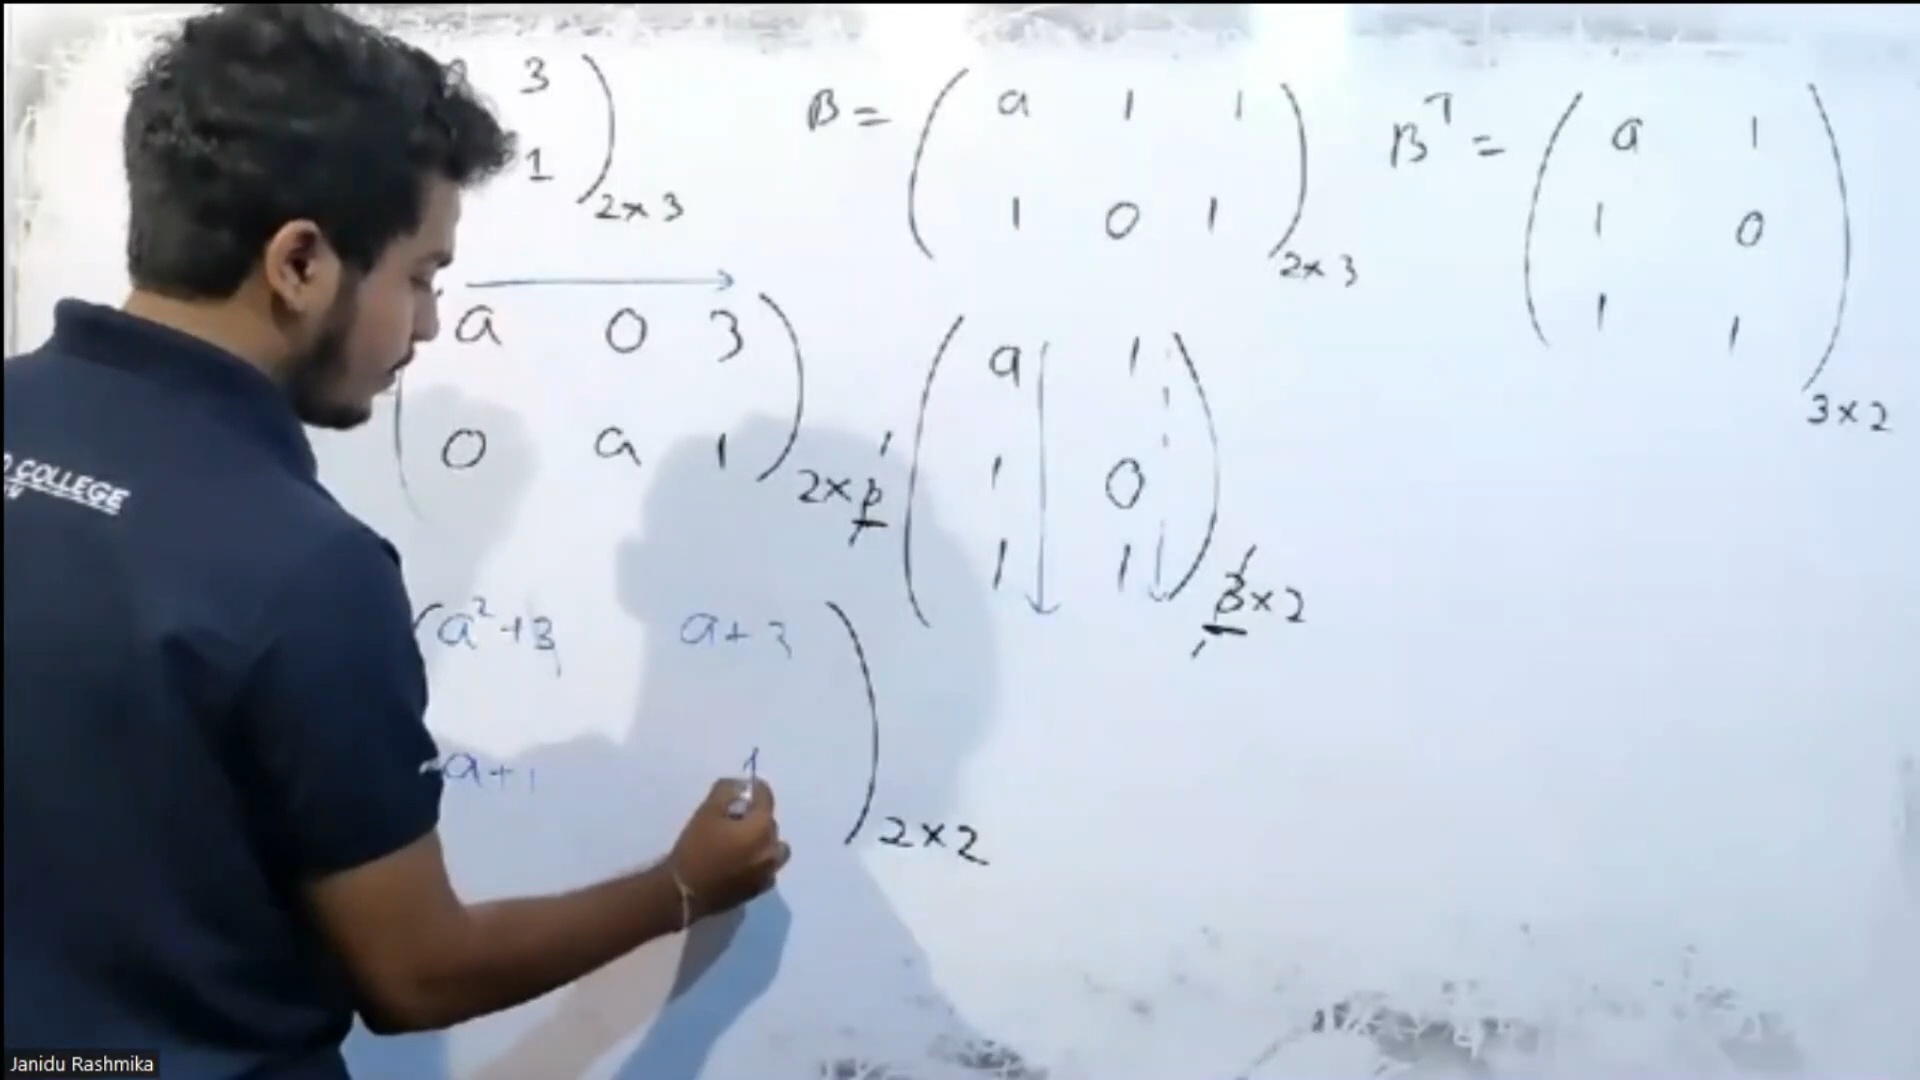 3
1
2×3
B = ( a 1 1
1 0 1 ) 2×3
Bᵀ = ( a 1
1 0
1 1 ) 3×2
a 0 3
0 a 1 ) 2×3
( a 1
1 0
1 1 ) 3×2
( a²+3 a+3
a+1 1 ) 2×2
COLLEGE
Janidu Rashmika